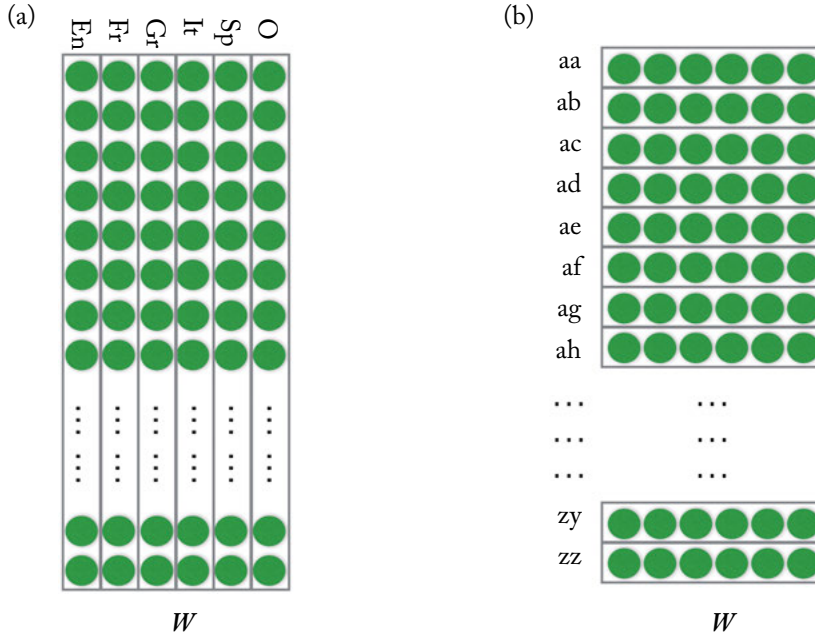 (a)
En Fr Gr It Sp O
W
(b)
aa
ab
ac
ad
ae
af
ag
ah
... ...
... ...
... ...
zy
zz
W